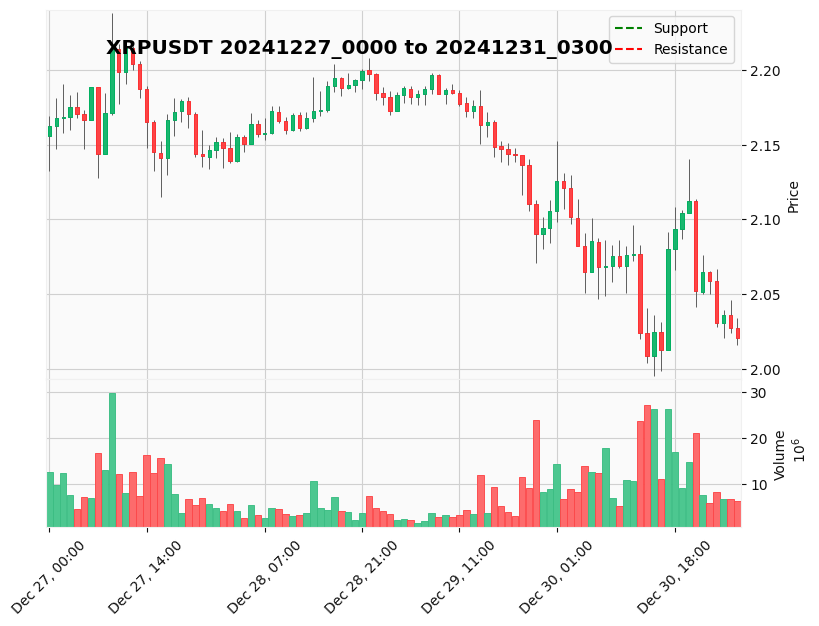 XRPUSDT 20241227_0000 to 20241231_0300
Support
Resistance
2.20
2.15
2.10
2.05
2.00
Price
30
20
10
Volume
10^6
Dec 27, 00:00
Dec 27, 14:00
Dec 28, 07:00
Dec 28, 21:00
Dec 29, 11:00
Dec 30, 01:00
Dec 30, 18:00